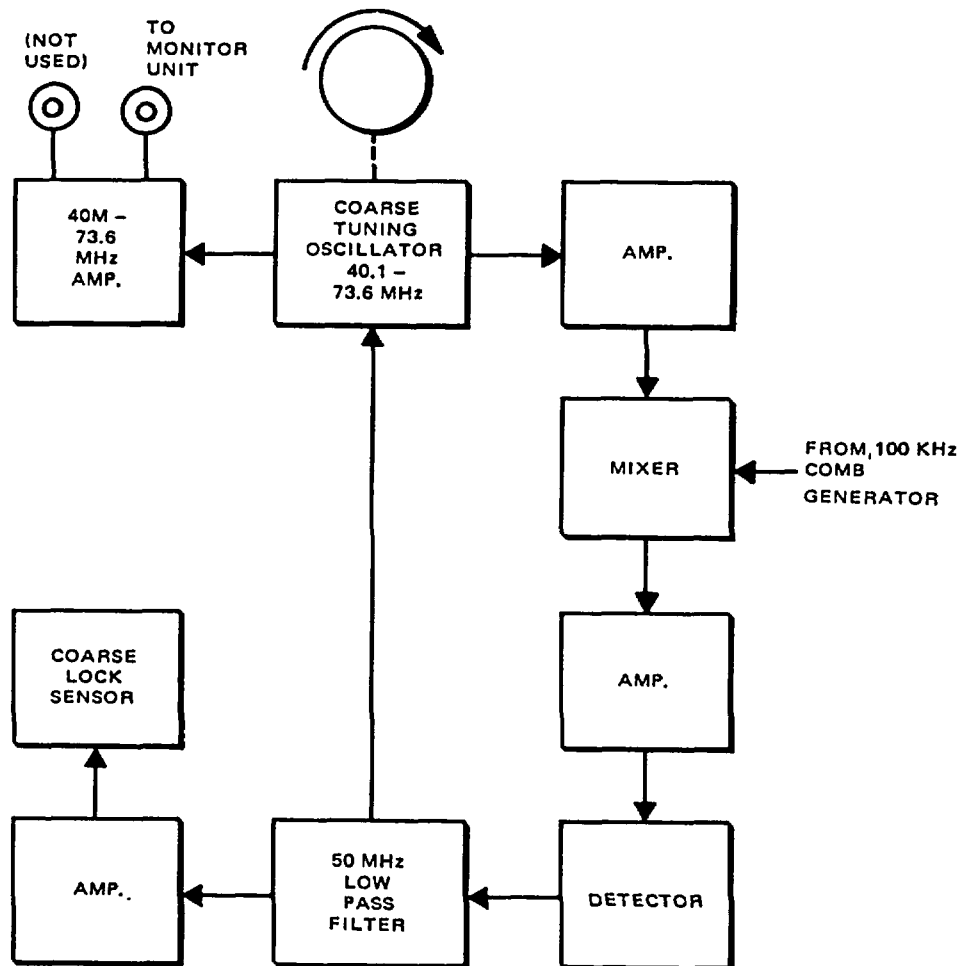 (NOT
USED)
TO
MONITOR
UNIT
40M –
73.6
MHz
AMP.
COARSE
TUNING
OSCILLATOR
40.1 –
73.6 MHz
AMP.
MIXER
FROM, 100 KHz
COMB
GENERATOR
AMP.
COARSE
LOCK
SENSOR
AMP..
50 MHz
LOW
PASS
FILTER
DETECTOR